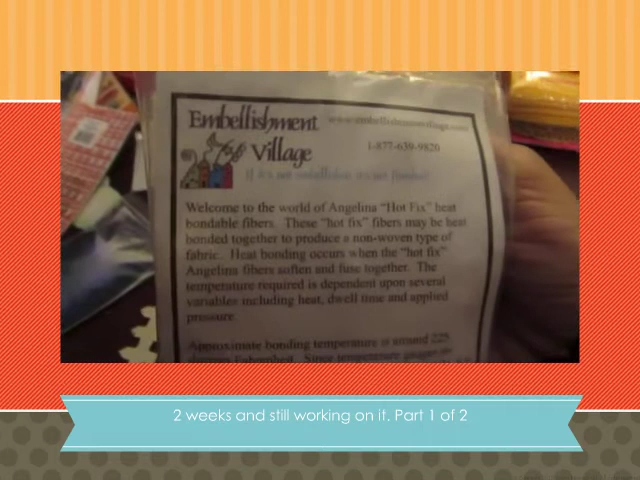 Embellishment
Village
1-877-639-9820
Welcome to the world of Angelina "Hot Fix" heat
bondable fibers. These "hot fix" fibers may be heat
bonded together to produce a non-woven type of
fabric. Heat bonding occurs when the "hot fix"
Angelina fibers soften and fuse together. The
temperature required is dependent upon several
variables including heat, dwell time and applied
pressure.
Approximate bonding temperature is around 225
degrees Fahrenheit. Since temperature
2 weeks and still working on it. Part 1 of 2